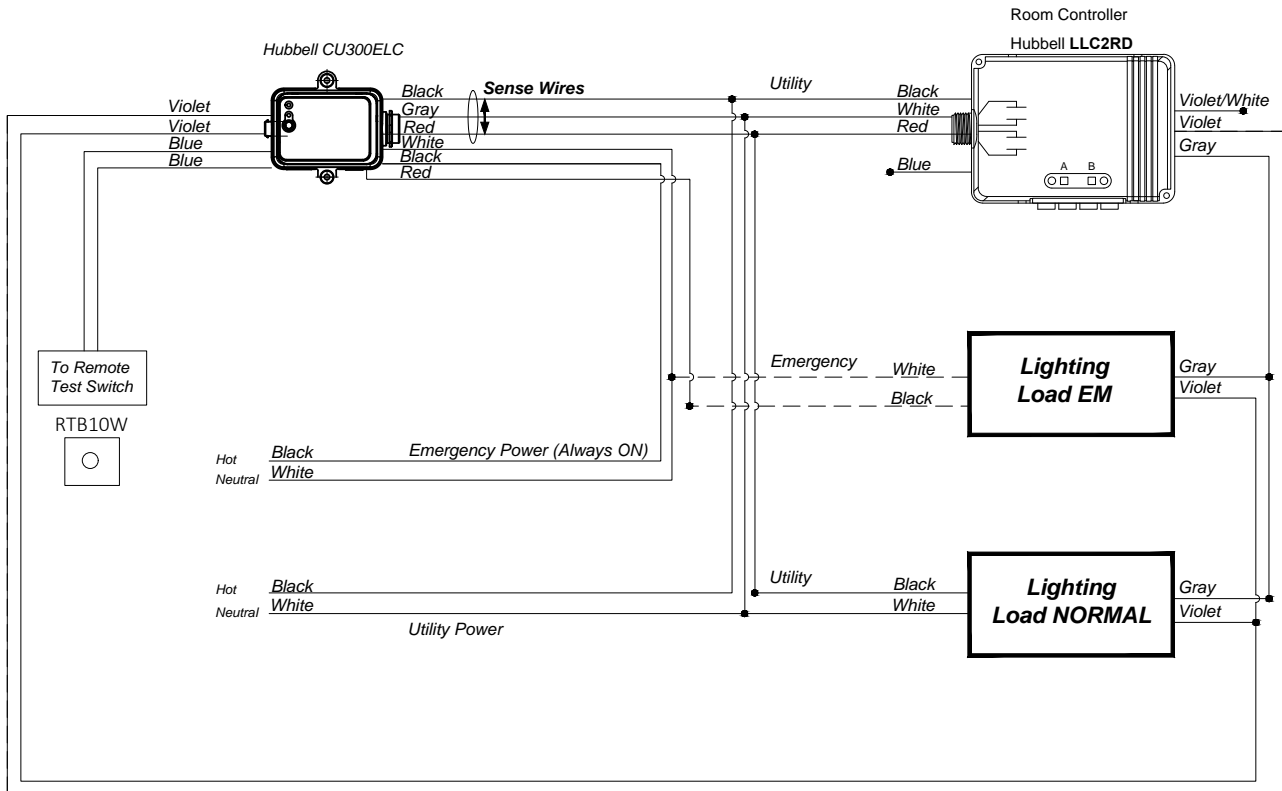 Room Controller
Hubbell LLC2RD
Hubbell CU300ELC
Violet
Violet
Blue
Blue
Black
Gray
Red
White
Black
Red
Sense Wires
Utility
Black
White
Red
Blue
A B
Violet/White
Violet
Gray
To Remote
Test Switch
RTB10W
Emergency
White
Black
Lighting
Load EM
Gray
Violet
Hot
Black
Emergency Power (Always ON)
Neutral
White
Hot
Black
Neutral
White
Utility Power
Utility
Black
White
Lighting
Load NORMAL
Gray
Violet